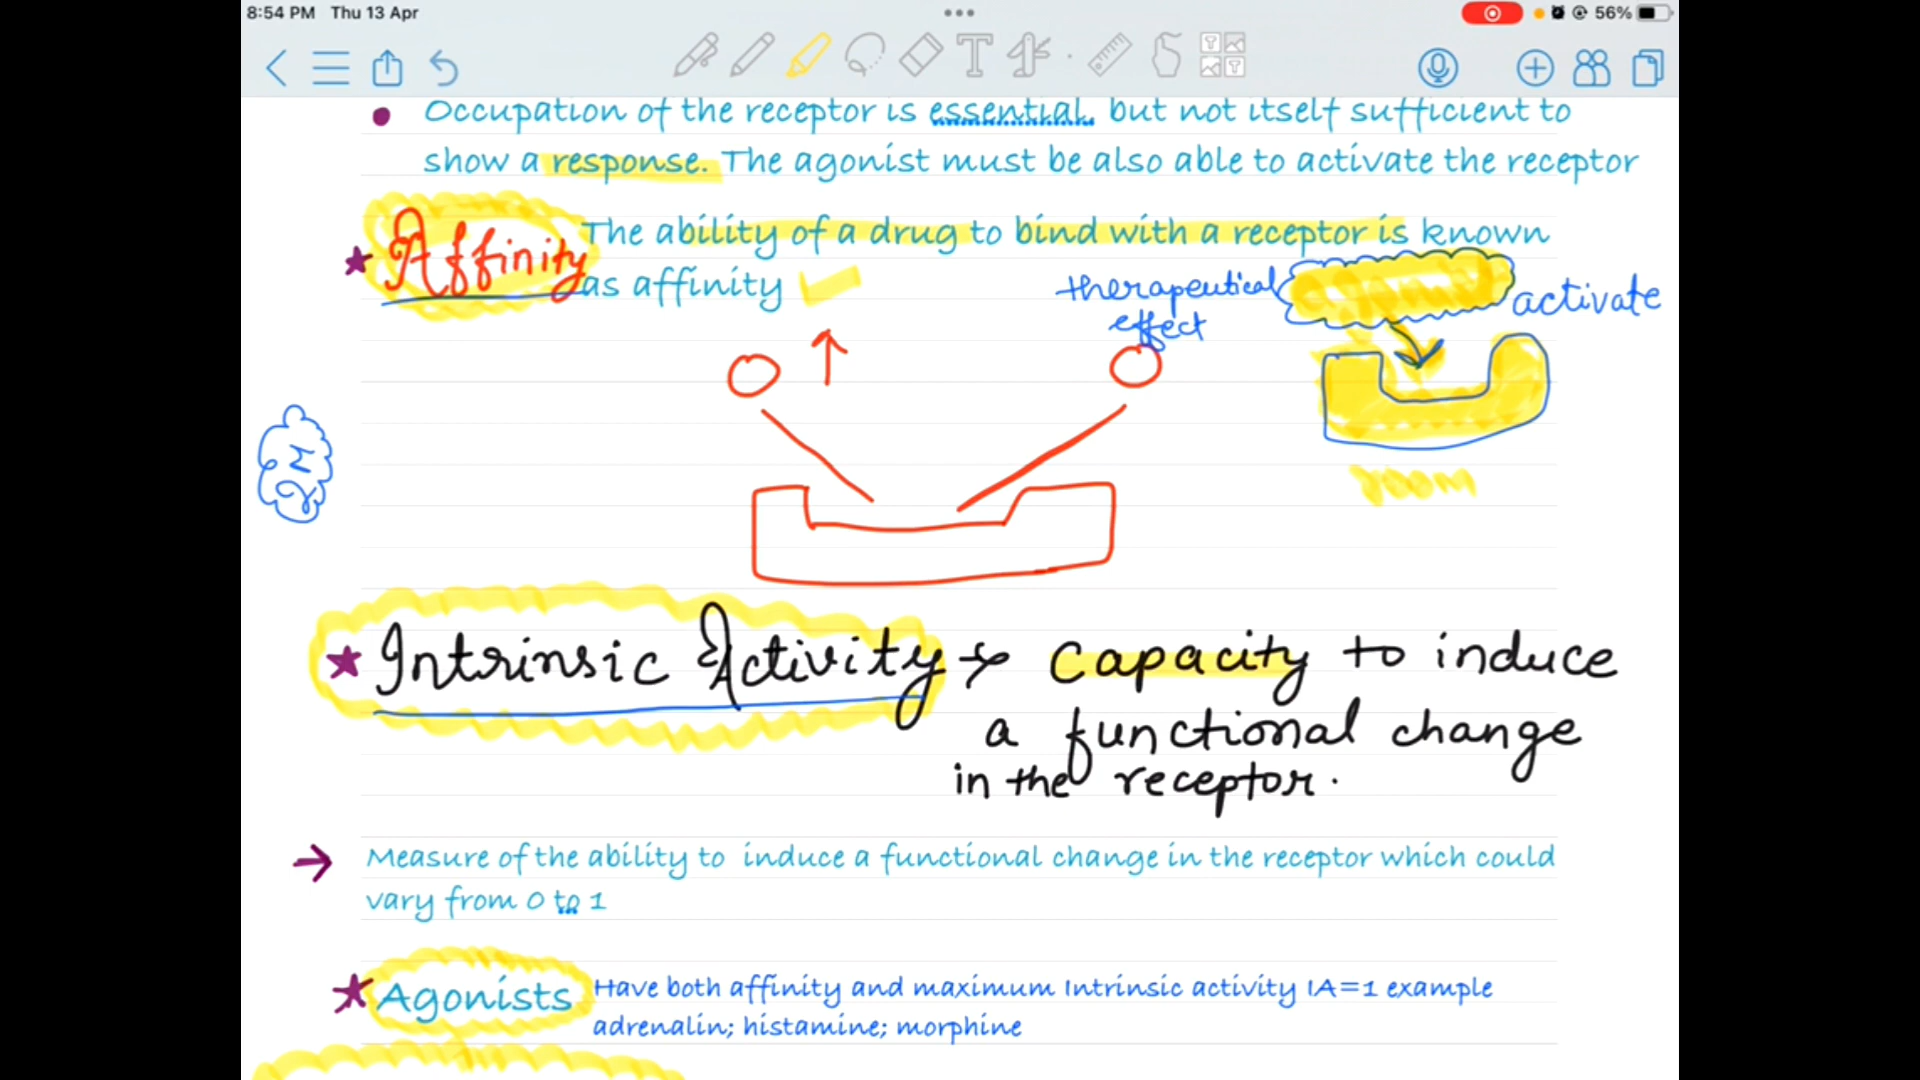 8:54 PM Thu 13 Apr
56%
Occupation of the receptor is essential, but not itself sufficient to
show a response. The agonist must be also able to activate the receptor
Affinity
The ability of a drug to bind with a receptor is known
as affinity
therapeutical
effect
activate
Intrinsic Activity → Capacity to induce
a functional change
in the receptor.
→ Measure of the ability to induce a functional change in the receptor which could
vary from 0 to 1
Agonists
Have both affinity and maximum Intrinsic activity IA=1 example
adrenalin; histamine; morphine